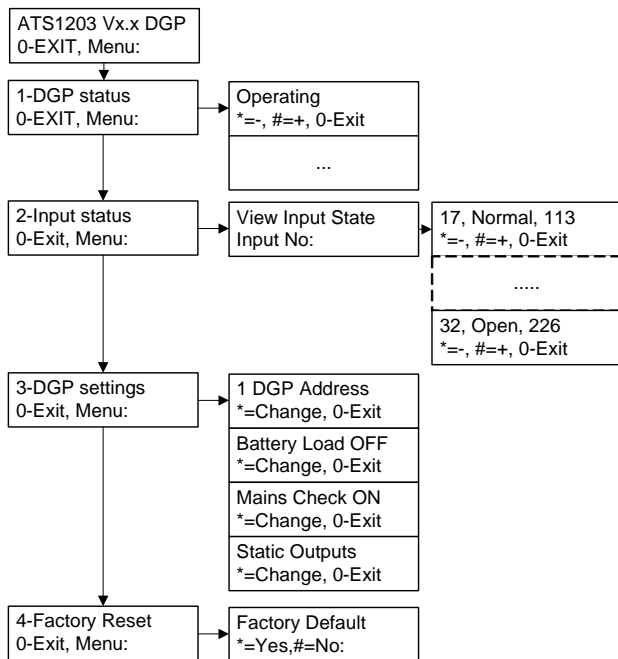 ATS1203 Vx.x DGP
0-EXIT, Menu:
1-DGP status
0-EXIT, Menu:
Operating
*=-, #=+, 0-Exit
...
2-Input status
0-Exit, Menu:
View Input State
Input No:
17, Normal, 113
*=-, #=+, 0-Exit
.....
32, Open, 226
*=-, #=+, 0-Exit
3-DGP settings
0-Exit, Menu:
1 DGP Address
*=Change, 0-Exit
Battery Load OFF
*=Change, 0-Exit
Mains Check ON
*=Change, 0-Exit
Static Outputs
*=Change, 0-Exit
4-Factory Reset
0-Exit, Menu:
Factory Default
*=Yes,#=No: